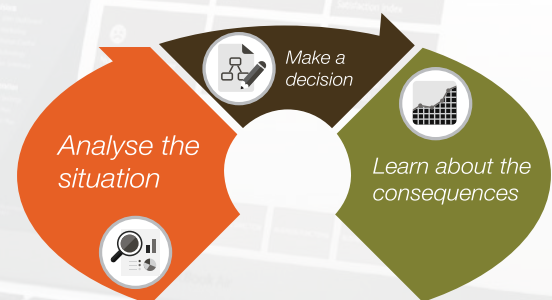 Analyse the
situation
Make a
decision
Learn about the
consequences